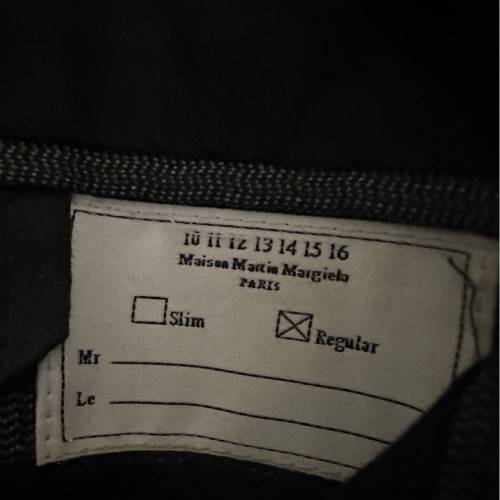 10 11 12 13 14 15 16
Maison Martin Margiela
PARIS
Slim Regular
Mr
Le